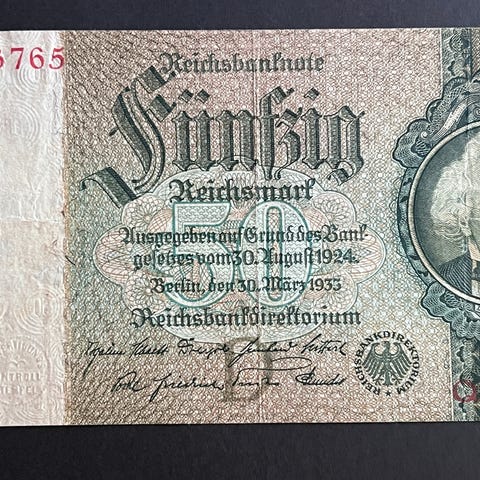 3765
Reichsbanknote
Fünfzig
Reichsmark
50
Ausgegeben auf Grund des Bank-
gesetzes vom 30. August 1924.
Berlin, den 30. März 1933
Reichsbankdirektorium
REICHSBANKDIREKTORIUM